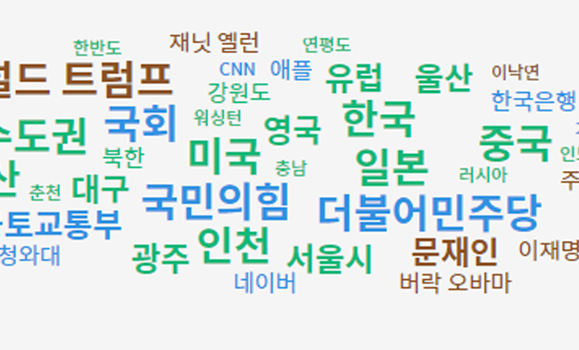 재닛 옐런
연평도
한반도
CNN 애플
이낙연
널드 트럼프
유럽 울산
강원도
한국은행
국회
워싱턴
한국
영국
수도권
중국
북한
미국
일본
충남
러시아
산
춘천 대구
국민의힘
더불어민주당
토교통부
인천
광주
서울시
문재인 이재명
청와대
네이버
버락 오바마